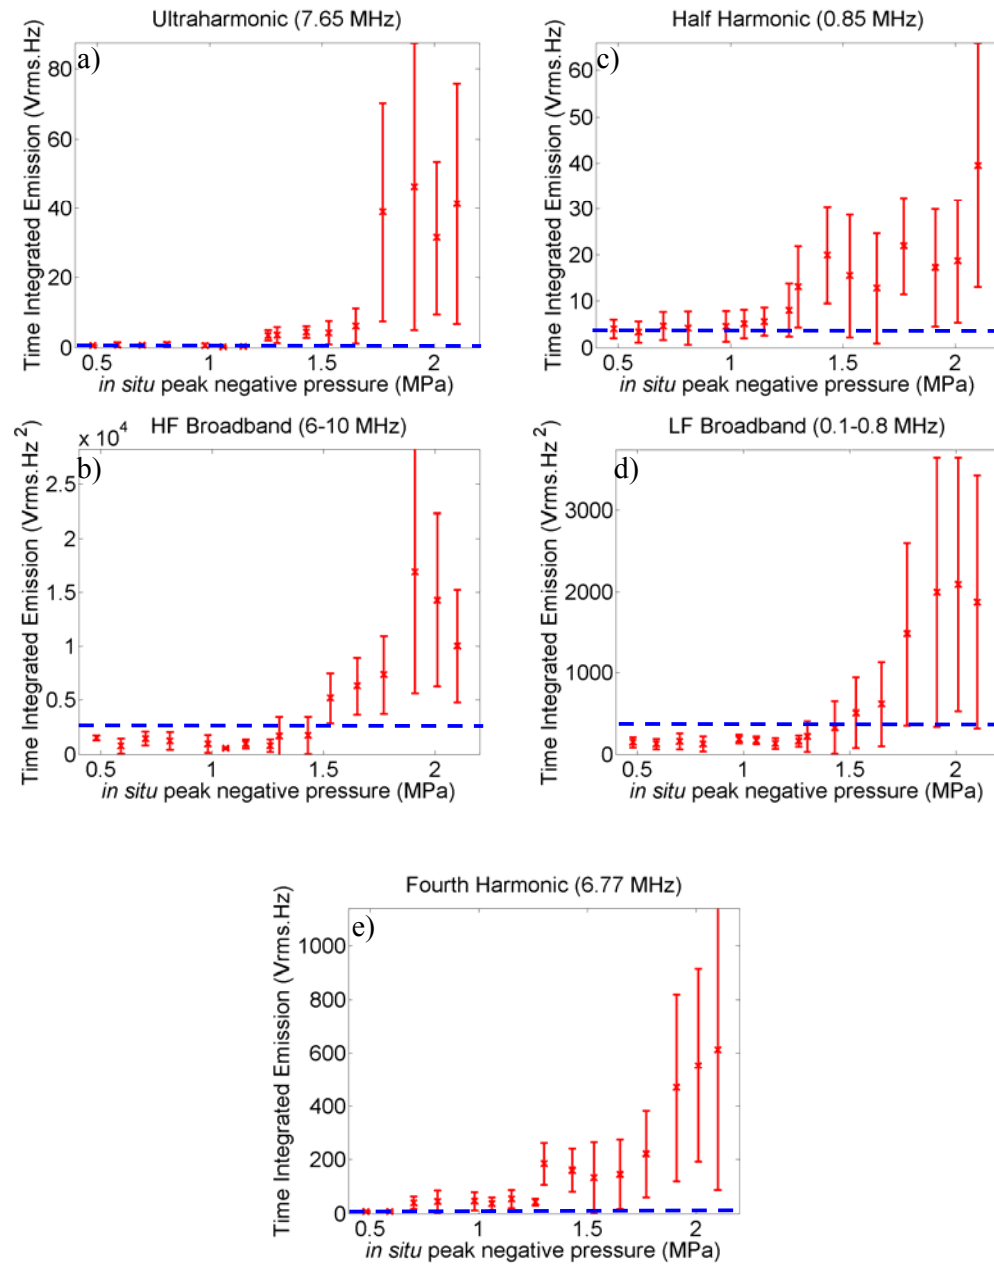 Ultraharmonic (7.65 MHz)
a)
Time Integrated Emission (Vrms.Hz)
80
60
40
20
0
0.5 1 1.5 2
in situ peak negative pressure (MPa)
Half Harmonic (0.85 MHz)
c)
Time Integrated Emission (Vrms.Hz)
60
50
40
30
20
10
0
0.5 1 1.5 2
in situ peak negative pressure (MPa)
HF Broadband (6-10 MHz)
x 10^4
b)
Time Integrated Emission (Vrms.Hz ²)
2.5
2
1.5
1
0.5
0
0.5 1 1.5 2
in situ peak negative pressure (MPa)
LF Broadband (0.1-0.8 MHz)
d)
Time Integrated Emission (Vrms.Hz ²)
3000
2000
1000
0
0.5 1 1.5 2
in situ peak negative pressure (MPa)
Fourth Harmonic (6.77 MHz)
e)
Time Integrated Emission (Vrms.Hz)
1000
800
600
400
200
0
0.5 1 1.5 2
in situ peak negative pressure (MPa)